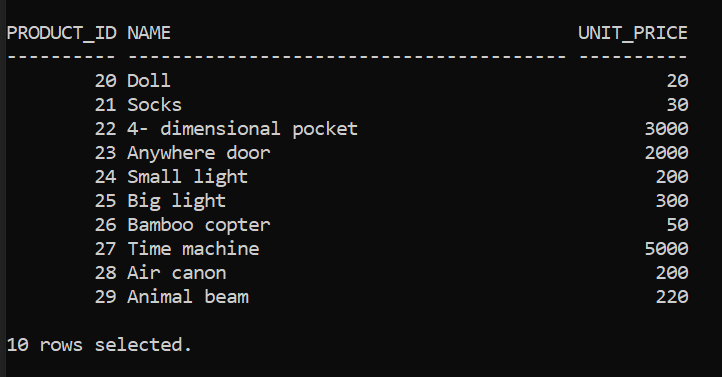 PRODUCT_ID NAME                                     UNIT_PRICE
---------- ---------------------------------------- ----------
        20 Doll                                             20
        21 Socks                                            30
        22 4- dimensional pocket                          3000
        23 Anywhere door                                  2000
        24 Small light                                     200
        25 Big light                                       300
        26 Bamboo copter                                    50
        27 Time machine                                   5000
        28 Air canon                                       200
        29 Animal beam                                     220
10 rows selected.